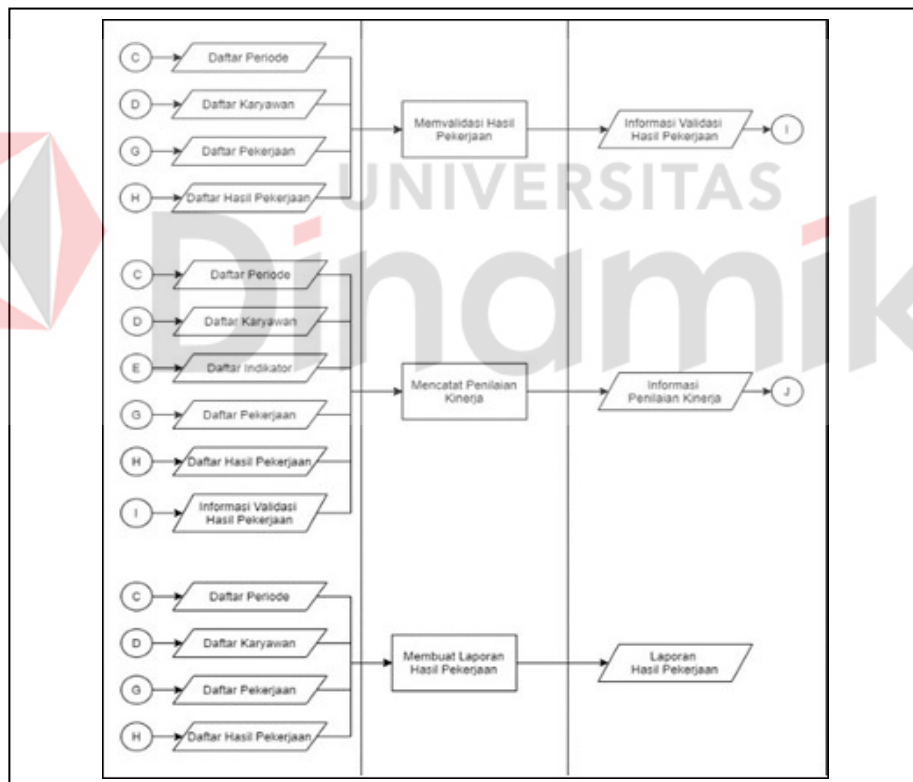 C
Daftar Periode
D
Daftar Karyawan
G
Daftar Pekerjaan
H
Daftar Hasil Pekerjaan
Memvalidasi Hasil
Pekerjaan
Informasi Validasi
Hasil Pekerjaan
I
UNIVERSITAS
Dinamik
C
Daftar Periode
D
Daftar Karyawan
E
Daftar Indikator
G
Daftar Pekerjaan
H
Daftar Hasil Pekerjaan
I
Informasi Validasi
Hasil Pekerjaan
Mencatat Penilaian
Kinerja
Informasi
Penilaian Kinerja
J
C
Daftar Periode
D
Daftar Karyawan
G
Daftar Pekerjaan
H
Daftar Hasil Pekerjaan
Membuat Laporan
Hasil Pekerjaan
Laporan
Hasil Pekerjaan